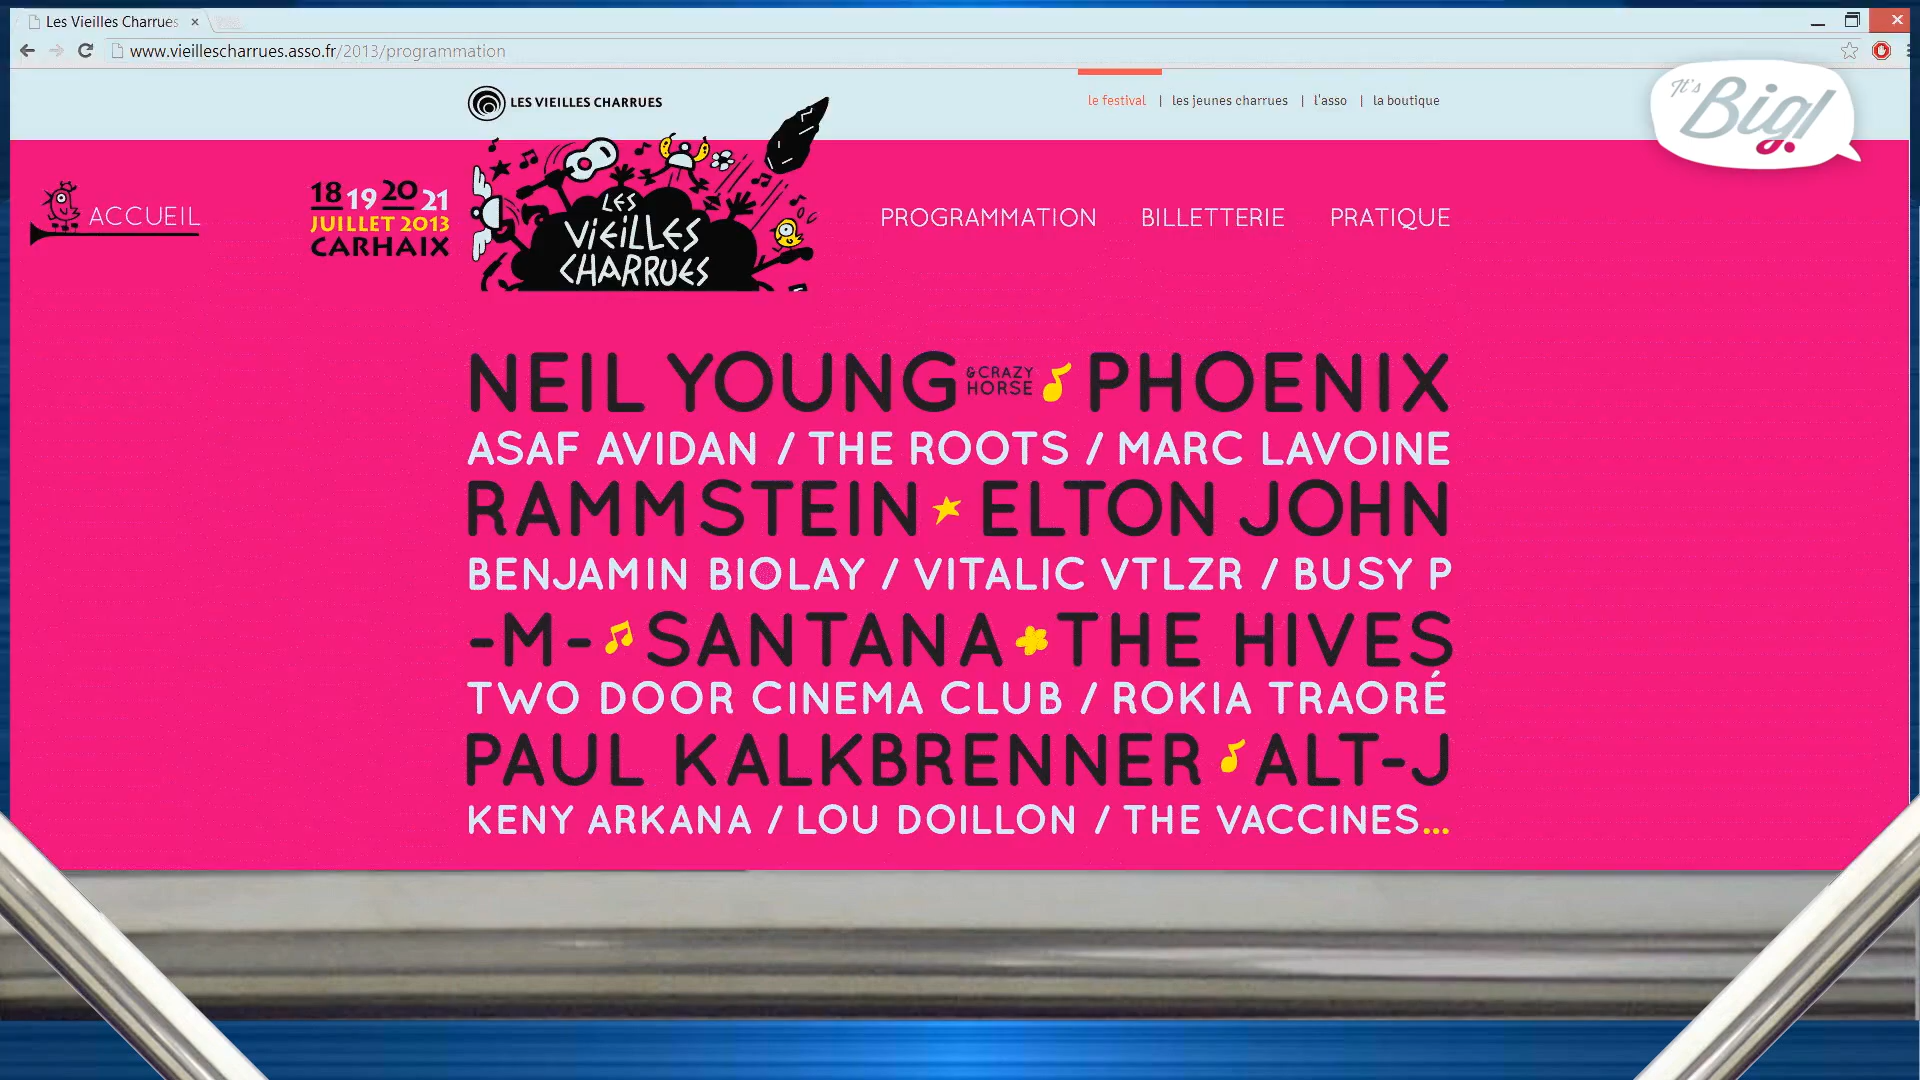 Les Vieilles Charrues
www.vieillescharrues.asso.fr/2013/programmation
It's Big!
LES VIEILLES CHARRUES
le festival | les jeunes charrues | l'asso | la boutique
ACCUEIL
18 19 20 21
JUILLET 2013
CARHAIX
LES
VIEILLES
CHARRUES
PROGRAMMATION BILLETTERIE PRATIQUE
NEIL YOUNG & CRAZY HORSE PHOENIX
ASAF AVIDAN / THE ROOTS / MARC LAVOINE
RAMMSTEIN ELTON JOHN
BENJAMIN BIOLAY / VITALIC VTLZR / BUSY P
-M- SANTANA THE HIVES
TWO DOOR CINEMA CLUB / ROKIA TRAORÉ
PAUL KALKBRENNER ALT-J
KENY ARKANA / LOU DOILLON / THE VACCINES...